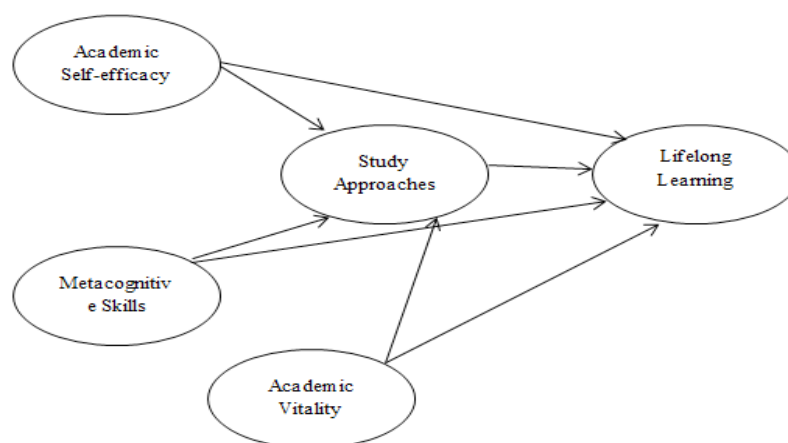 Academic
Self-efficacy
Study
Approaches
Lifelong
Learning
Metacognitiv
e Skills
Academic
Vitality